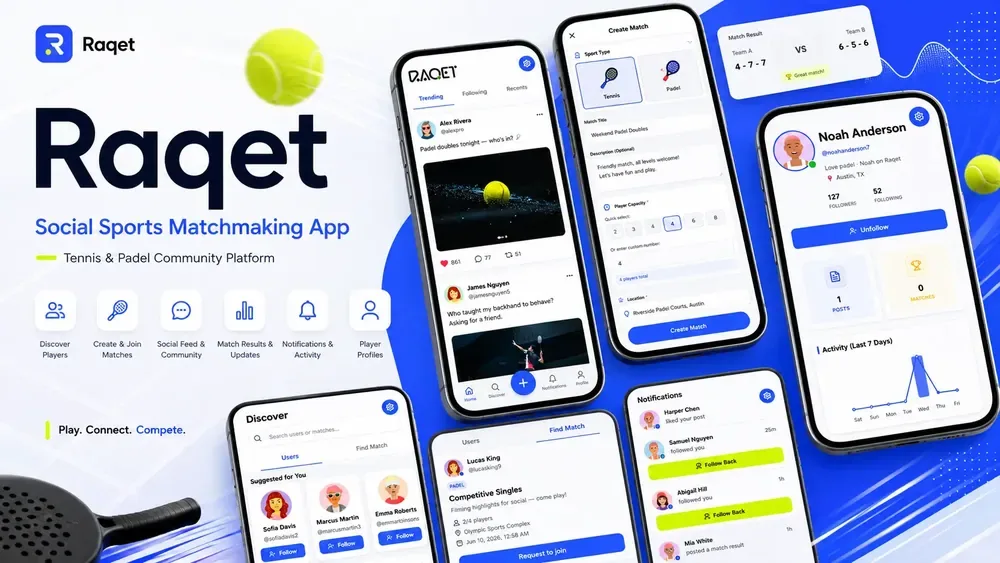 Raqet
Raqet
Social Sports Matchmaking App
Tennis & Padel Community Platform
Discover
Players
Create & Join
Matches
Social Feed &
Community
Match Results &
Updates
Notifications &
Activity
Player
Profiles
Play. Connect. Compete.
RAQET
Trending
Following
Recents
Alex Rivera
@alexpro
Padel doubles tonight — who's in?
861
77
51
James Nguyen
@jamesnguyen5
Who taught my backhand to behave?
Asking for a friend.
Home
Discover
Notifications
Profile
Create Match
Sport Type
Tennis
Padel
Match Title
Weekend Padel Doubles
Description (Optional)
Friendly match, all levels welcome!
Let's have fun and play.
Player Capacity *
Quick select:
2
3
4
4
6
8
Or enter custom number:
4
4 players total
Location *
Riverside Padel Courts, Austin
Create Match
Match Result
Team A
4 - 7 - 7
VS
Team B
6 - 5 - 6
Great match!
Noah Anderson
@noahanderson7
Love padel · Noah on Raqet
Austin, TX
127
FOLLOWERS
52
FOLLOWING
Unfollow
1
POSTS
0
MATCHES
Activity (Last 7 Days)
Sat
Sun
Mon
Tue
Wed
Thu
Fri
Discover
Search users or matches...
Users
Find Match
Suggested for You
Sofia Davis
@sofiadavis2
Follow
Marcus Martin
@marcusmartin3
Follow
Emma Roberts
Follow
Users
Find Match
Lucas King
@lucasking9
PADEL
Competitive Singles
Filming highlights for social — come play!
2/4 players
Olympic Sports Complex
Jun 10, 2026, 12:58 AM
Request to join
Notifications
Harper Chen
liked your post
Samuel Nguyen
followed you
25m
Follow Back
Abigail Hill
followed you
1h
Follow Back
Mia White
posted a match result
1h